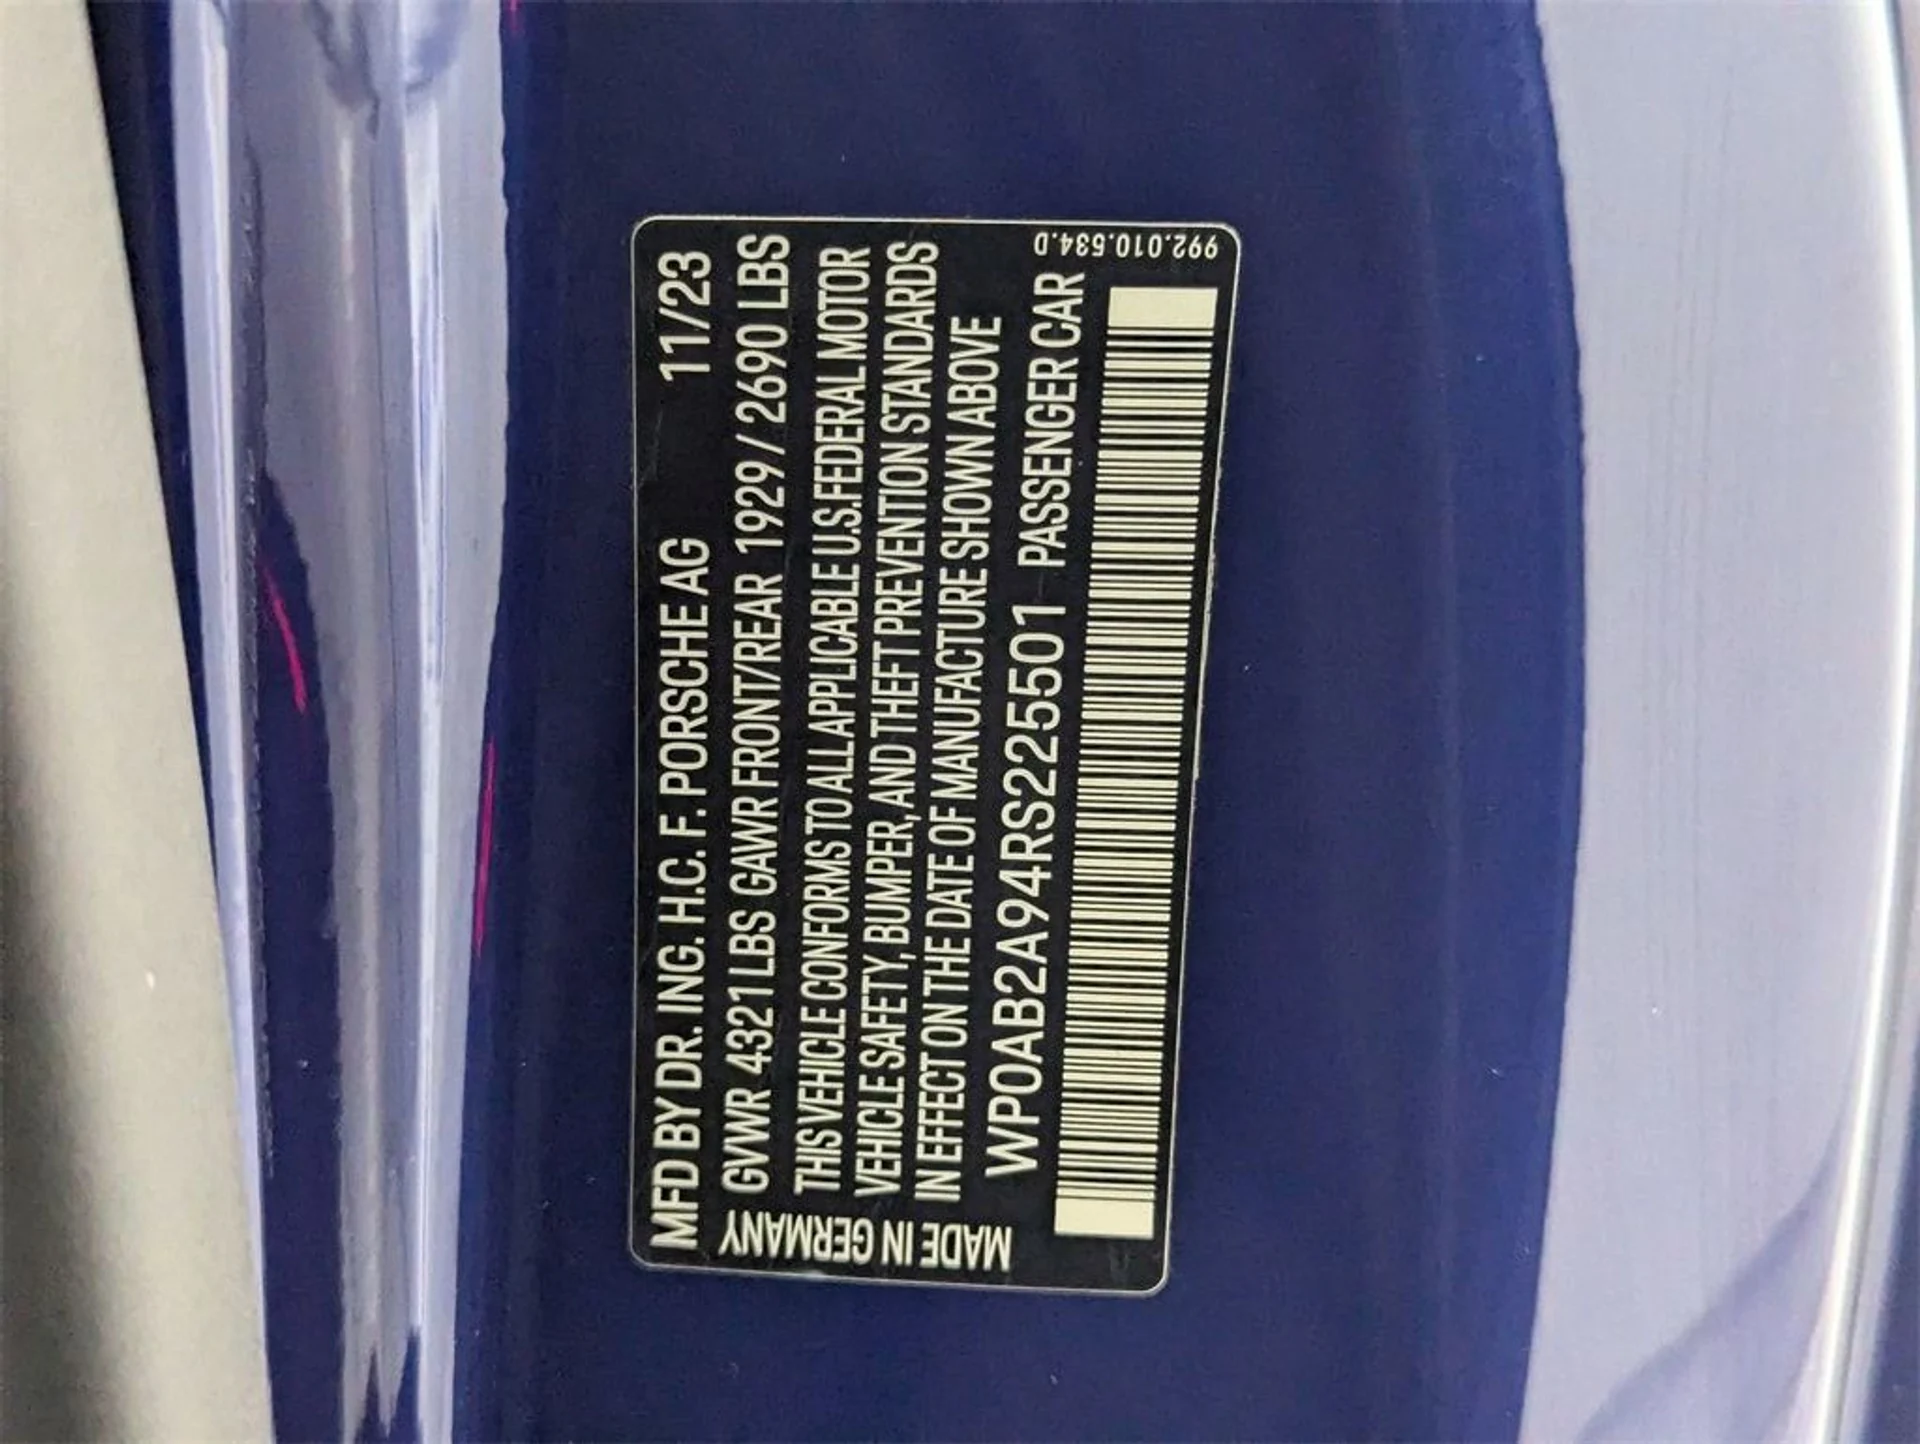 MFD BY DR. ING. H.C. F. PORSCHE AG 11/23
GVWR 4321 LBS GAWR FRONT/REAR 1929 / 2690 LBS
THIS VEHICLE CONFORMS TO ALL APPLICABLE U.S. FEDERAL MOTOR
VEHICLE SAFETY, BUMPER, AND THEFT PREVENTION STANDARDS
IN EFFECT ON THE DATE OF MANUFACTURE SHOWN ABOVE
WP0AB2A94RS225501 PASSENGER CAR
MADE IN GERMANY
992.010.534.D